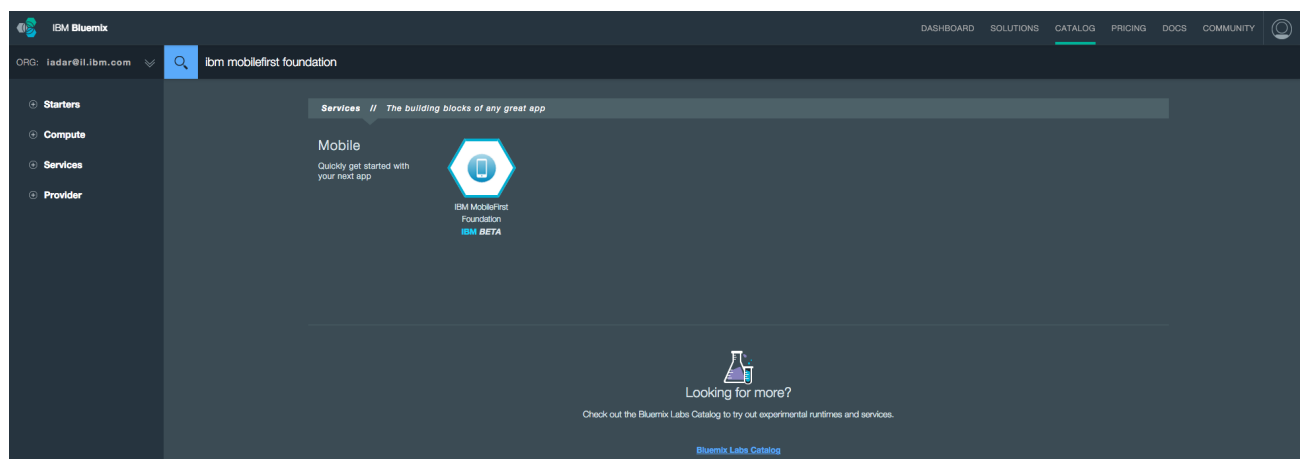 IBM Bluemix
DASHBOARD SOLUTIONS CATALOG PRICING DOCS COMMUNITY
ORG: iadar@il.ibm.com
ibm mobilefirst foundation
Starters
Compute
Services
Provider
Services // The building blocks of any great app
Mobile
Quickly get started with
your next app
IBM MobileFirst
Foundation
IBM BETA
Looking for more?
Check out the Bluemix Labs Catalog to try out experimental runtimes and services.
Bluemix Labs Catalog